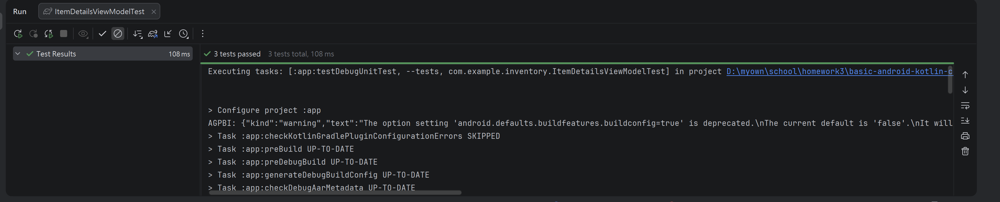 Run ItemDetailsViewModelTest
Test Results 108 ms
3 tests passed 3 tests total, 108 ms
Executing tasks: [:app:testDebugUnitTest, --tests, com.example.inventory.ItemDetailsViewModelTest] in project D:\myown\school\homework3\basic-android-kotlin-c
> Configure project :app
AGPBI: {"kind":"warning","text":"The option setting 'android.defaults.buildfeatures.buildconfig=true' is deprecated.\nThe current default is 'false'.\nIt will
> Task :app:checkKotlinGradlePluginConfigurationErrors SKIPPED
> Task :app:preBuild UP-TO-DATE
> Task :app:preDebugBuild UP-TO-DATE
> Task :app:generateDebugBuildConfig UP-TO-DATE
> Task :app:checkDebugAarMetadata UP-TO-DATE